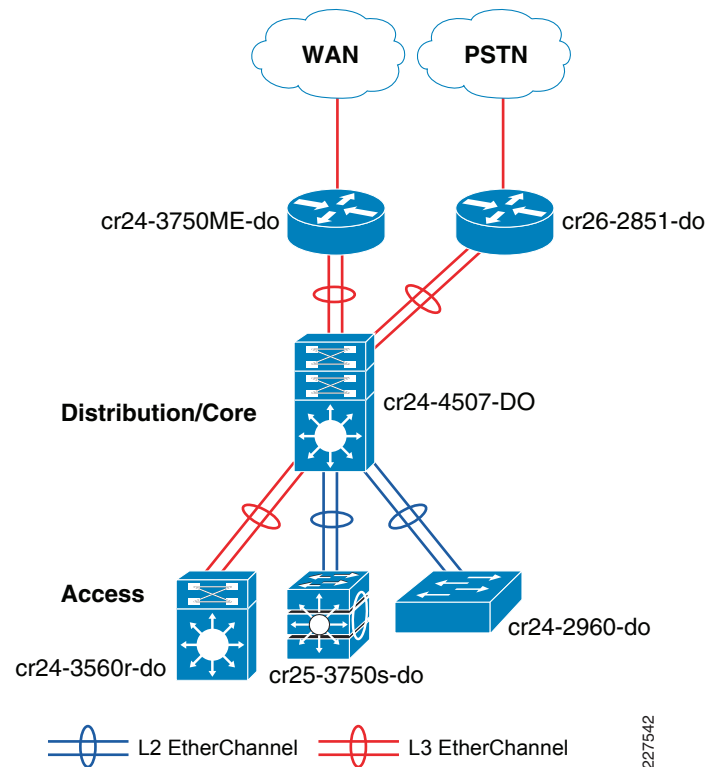 WAN
PSTN
cr24-3750ME-do
cr26-2851-do
cr24-4507-DO
Distribution/Core
Access
cr24-2960-do
cr24-3560r-do
cr25-3750s-do
L2 EtherChannel
L3 EtherChannel
227542